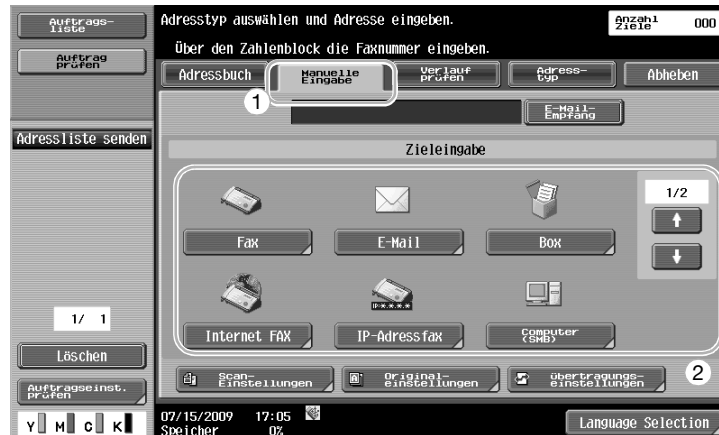 Auftrags-
liste
Auftrag
prüfen
Adressliste senden
1/ 1
Löschen
Auftragseinst.
prüfen
Y M C K
Adresstyp auswählen und Adresse eingeben.
Über den Zahlenblock die Faxnummer eingeben.
Anzahl
Ziele
000
Adressbuch
Manuelle
Eingabe
Verlauf
prüfen
Adress-
typ
Abheben
1
E-Mail-
Empfang
Zieleingabe
Fax
E-Mail
Box
1/2
Internet FAX
IP-Adressfax
Computer
(SMB)
Scan-
Einstellungen
Original-
einstellungen
übertragungs-
einstellungen
2
07/15/2009 17:05
Speicher 0%
Language Selection